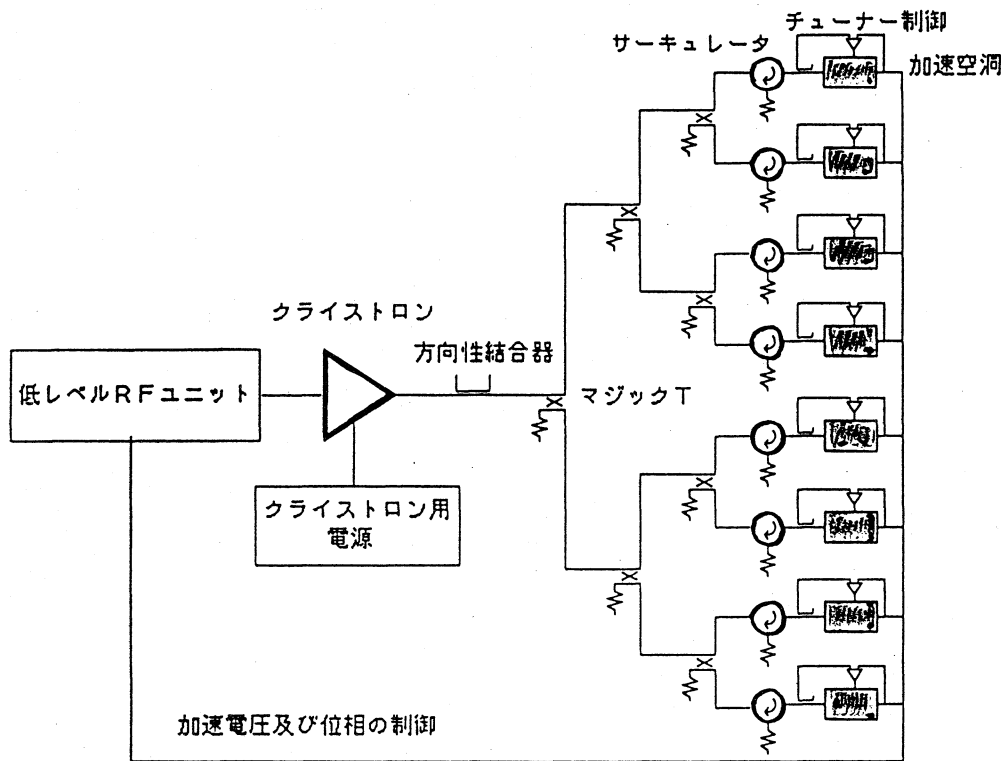 チューナー制御
サーキュレータ
加速空洞
クライストロン
方向性結合器
低レベルRFユニット
マジックT
クライストロン用
電源
加速電圧及び位相の制御